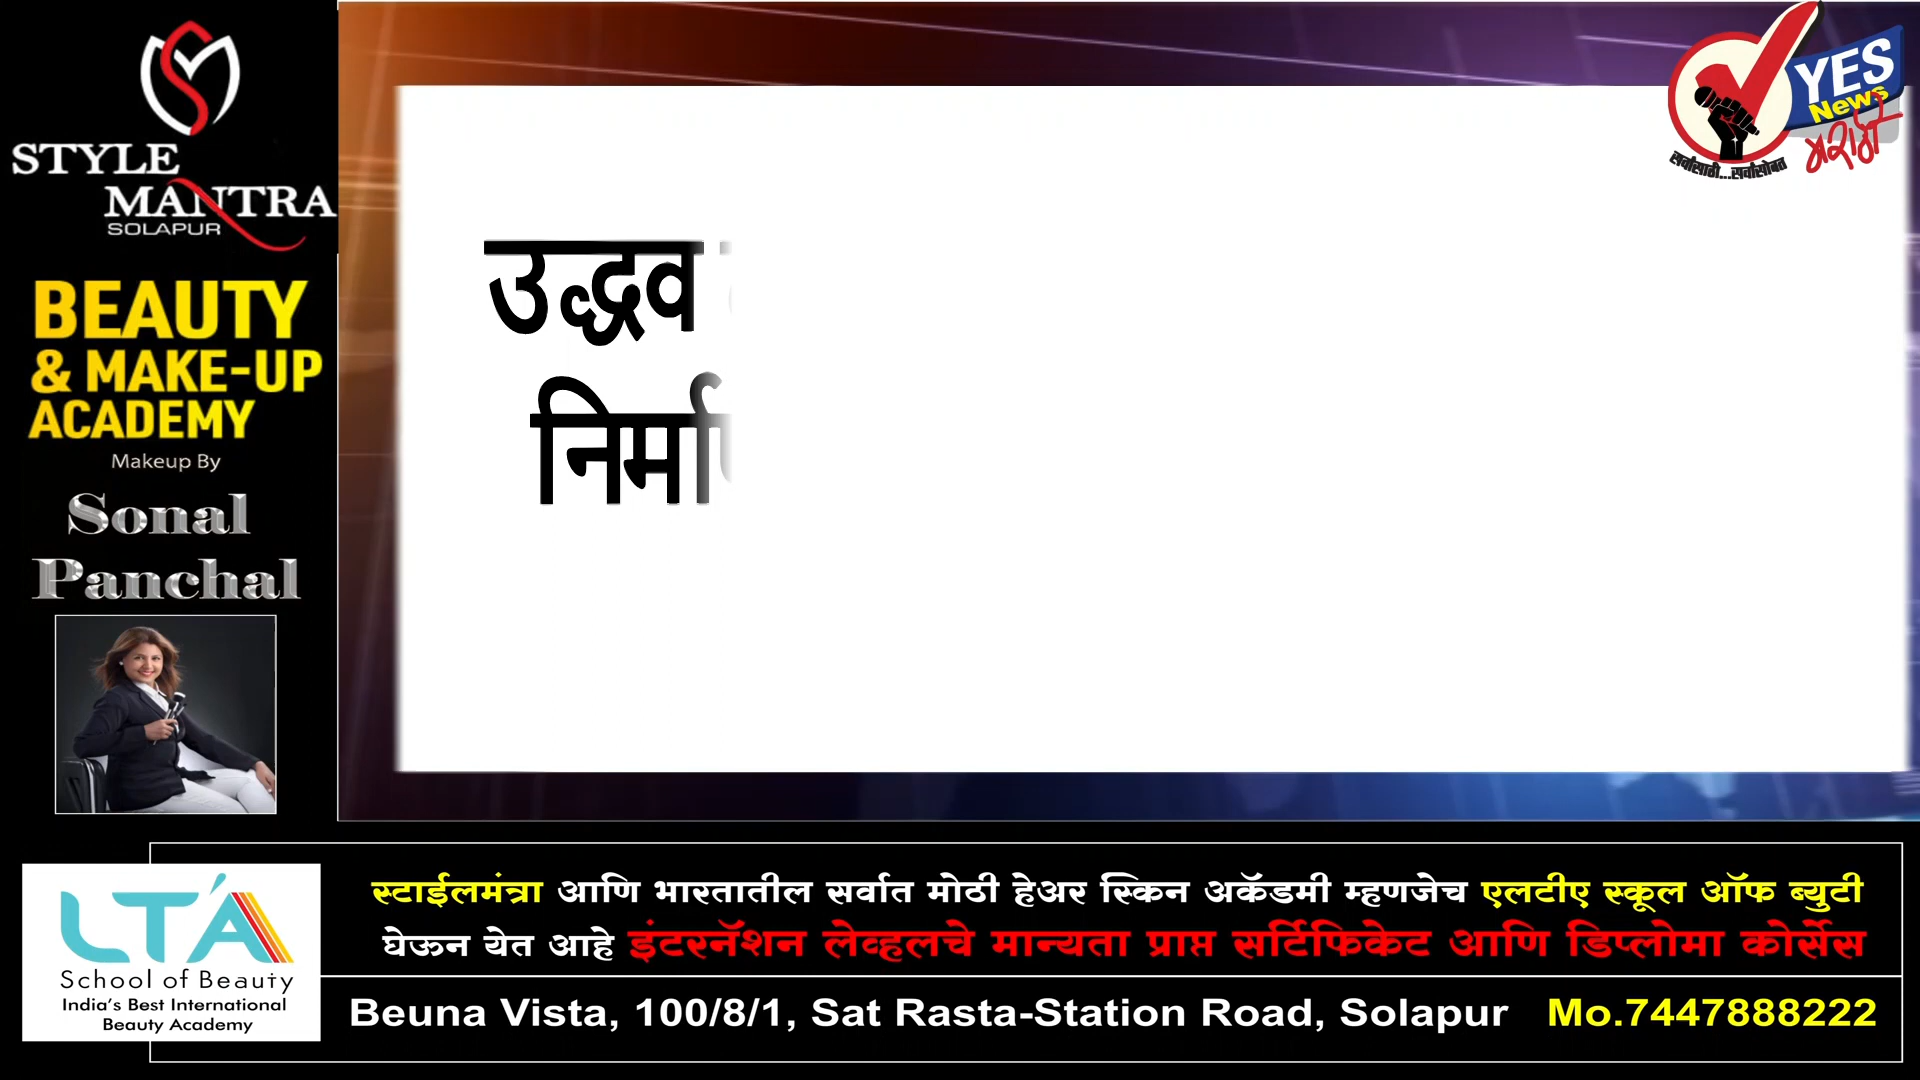 STYLE
MANTRA
SOLAPUR
BEAUTY
& MAKE-UP
ACADEMY
Makeup By
Sonal
Panchal
YES
News
मराठी
सर्वांसाठी...सर्वांसोबत
उद्धव
LTA
School of Beauty
India's Best International
Beauty Academy
स्टाईलमंत्रा आणि भारतातील सर्वात मोठी हेअर स्किन अकॅडमी म्हणजेच एलटीए स्कूल ऑफ ब्युटी
घेऊन येत आहे इंटरनॅशन लेव्हलचे मान्यता प्राप्त सर्टिफिकेट आणि डिप्लोमा कोर्सेस
Beuna Vista, 100/8/1, Sat Rasta-Station Road, Solapur Mo.7447888222